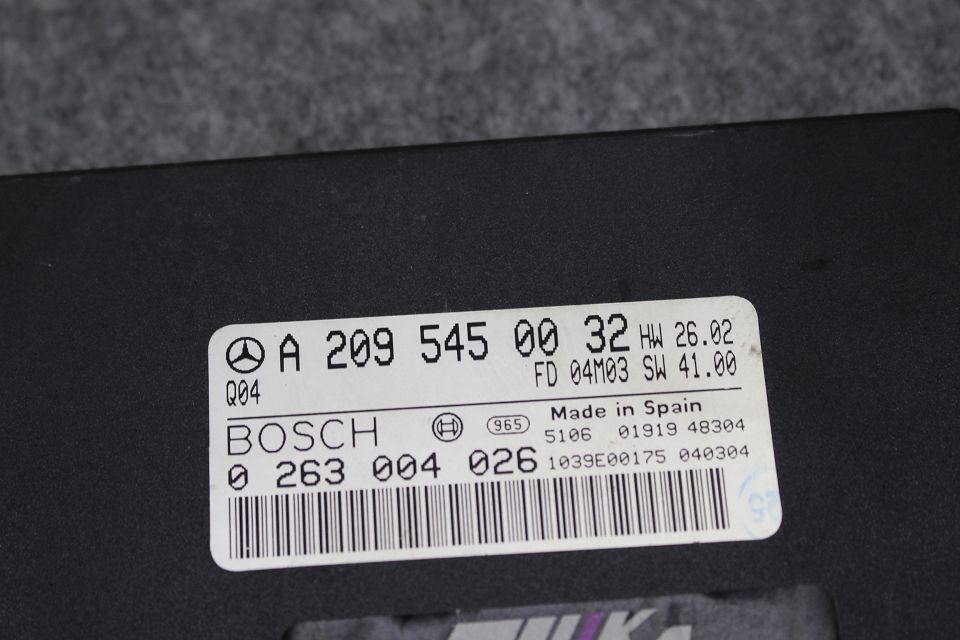 A 209 545 00 32 HW 26.02
Q04 FD 04M03 SW 41.00
BOSCH 965 Made in Spain
5106 01919 48304
0 263 004 026 1039E00175 040304